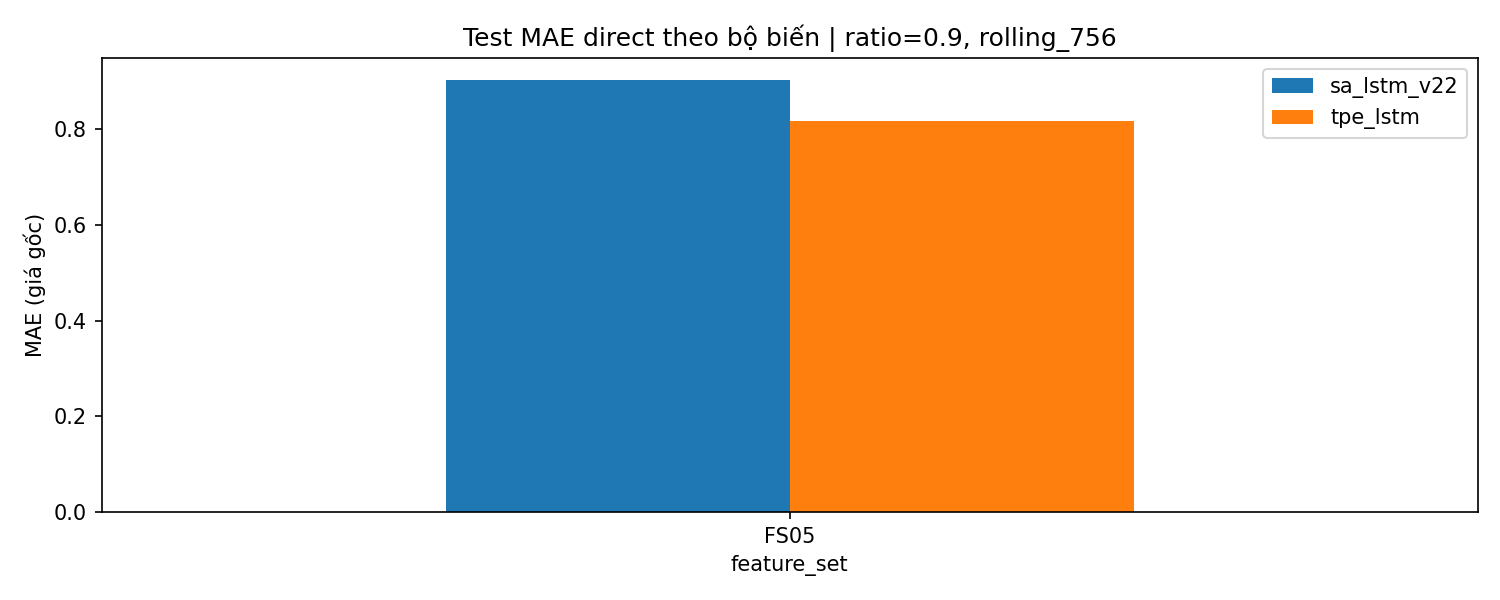 Test MAE direct theo bộ biến | ratio=0.9, rolling_756
sa_lstm_v22
tpe_lstm
MAE (giá gốc)
0.8
0.6
0.4
0.2
0.0
FS05
feature_set